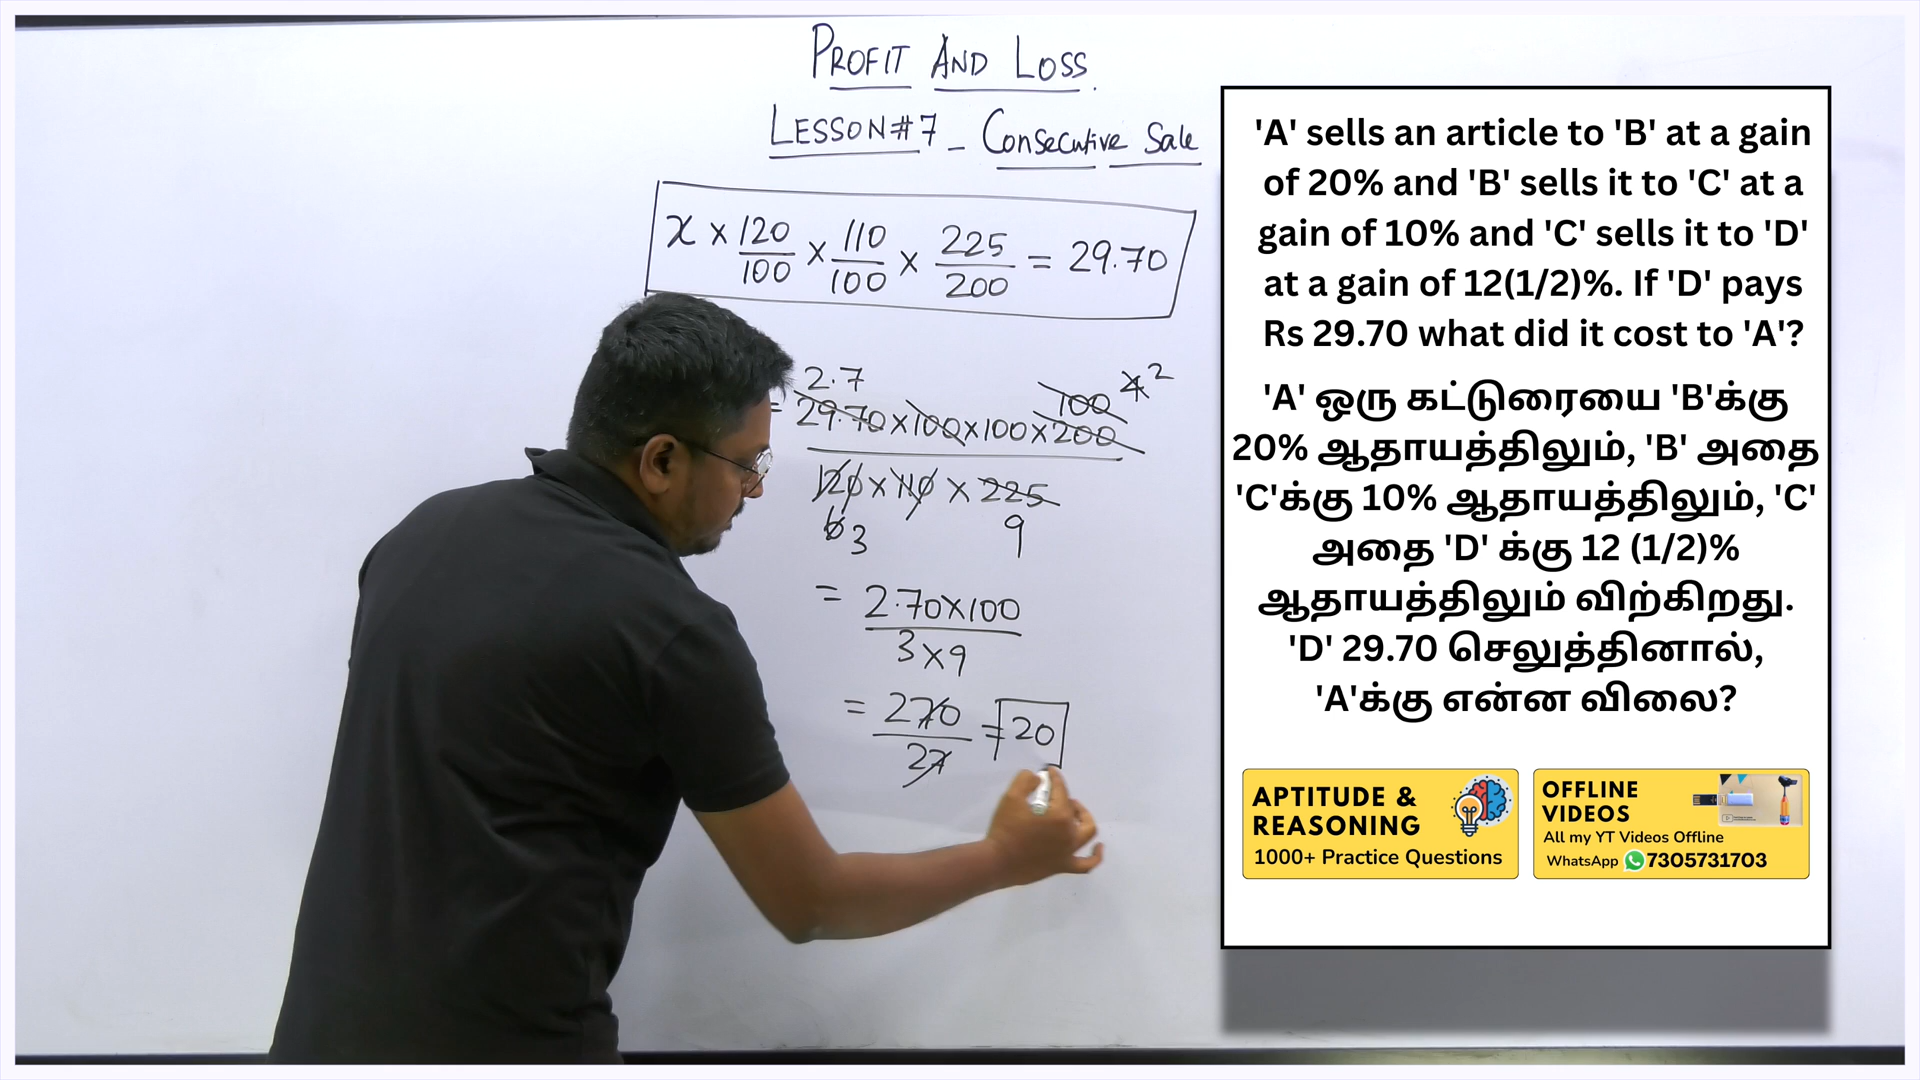 PROFIT AND LOSS.
LESSON#7 - Consecutive Sale
x × 120/100 × 110/100 × 225/200 = 29.70
2.7
100 4 2
= 29.70×100×100×200
120×110×225
6 3 9
= 2.70×100
3×9
= 270/27 = 20
'A' sells an article to 'B' at a gain
of 20% and 'B' sells it to 'C' at a
gain of 10% and 'C' sells it to 'D'
at a gain of 12(1/2)%. If 'D' pays
Rs 29.70 what did it cost to 'A'?
'A' ஒரு கட்டுரையை 'B'க்கு
20% ஆதாயத்திலும், 'B' அதை
'C'க்கு 10% ஆதாயத்திலும், 'C'
அதை 'D' க்கு 12 (1/2)%
ஆதாயத்திலும் விற்கிறது.
'D' 29.70 செலுத்தினால்,
'A'க்கு என்ன விலை?
APTITUDE &
REASONING
1000+ Practice Questions
OFFLINE
VIDEOS
All my YT Videos Offline
WhatsApp 7305731703